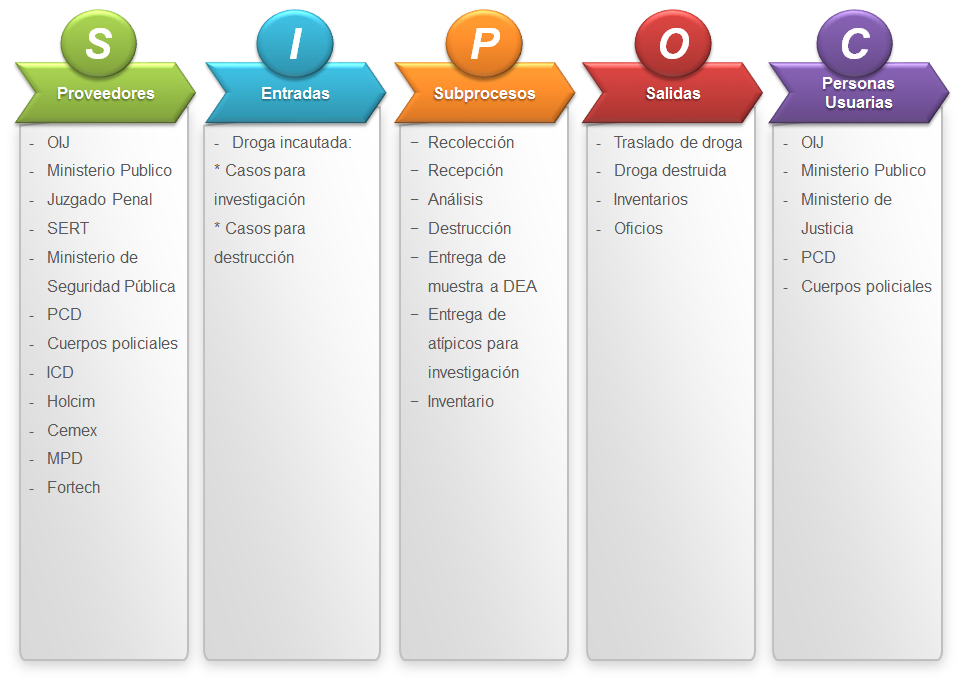 S
Proveedores
- OIJ
- Ministerio Publico
- Juzgado Penal
- SERT
- Ministerio de
Seguridad Pública
- PCD
- Cuerpos policiales
- ICD
- Holcim
- Cemex
- MPD
- Fortech
I
Entradas
- Droga incautada:
* Casos para
investigación
* Casos para
destrucción
P
Subprocesos
− Recolección
− Recepción
− Análisis
− Destrucción
− Entrega de
muestra a DEA
− Entrega de
atípicos para
investigación
− Inventario
O
Salidas
- Traslado de droga
- Droga destruida
- Inventarios
- Oficios
C
Personas
Usuarias
- OIJ
- Ministerio Publico
- Ministerio de
Justicia
- PCD
- Cuerpos policiales